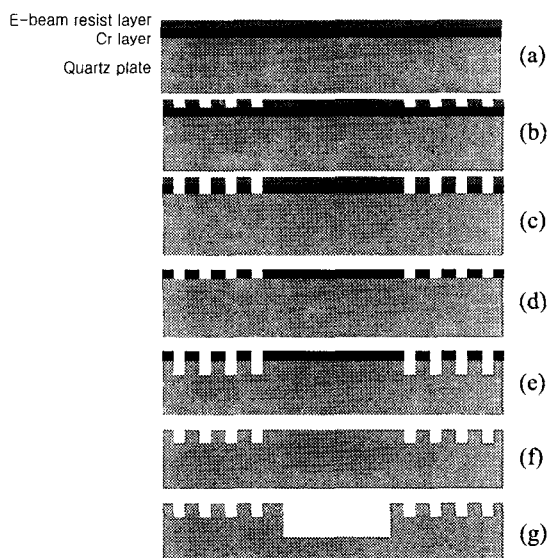 E-beam resist layer
Cr layer
Quartz plate
(a)
(b)
(c)
(d)
(e)
(f)
(g)